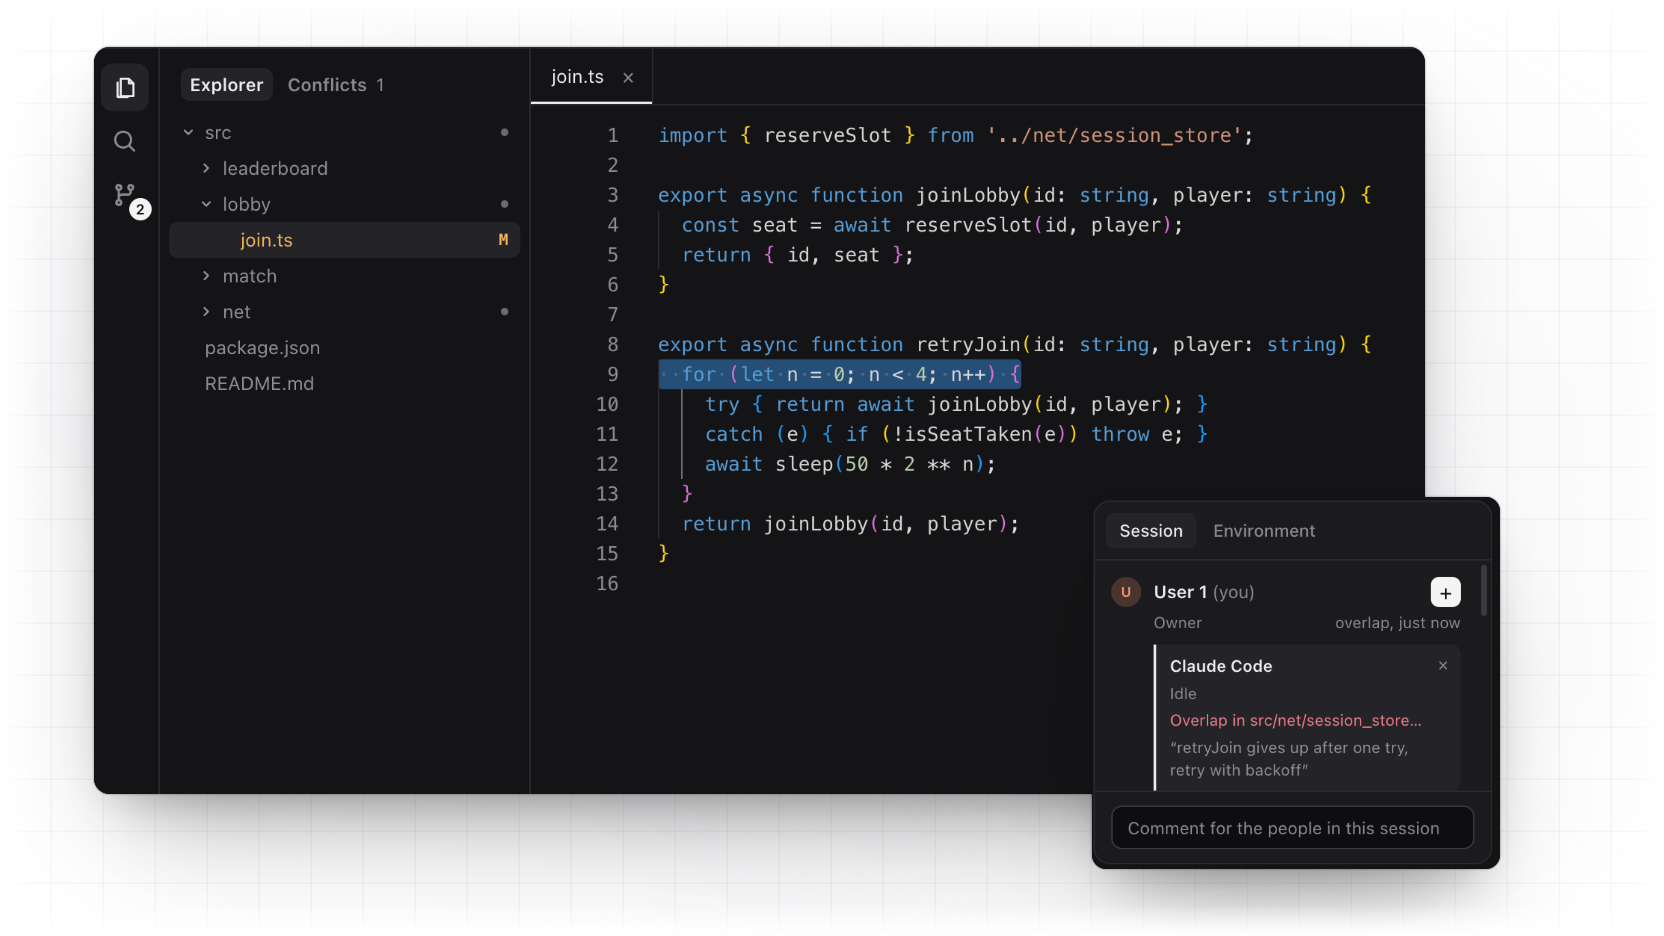 Explorer
Conflicts 1
src
leaderboard
lobby
join.ts M
match
net
package.json
README.md
2
join.ts ×
1 import { reserveSlot } from '../net/session_store';
2
3 export async function joinLobby(id: string, player: string) {
4 const seat = await reserveSlot(id, player);
5 return { id, seat };
6 }
7
8 export async function retryJoin(id: string, player: string) {
9 for (let n = 0; n < 4; n++) {
10 try { return await joinLobby(id, player); }
11 catch (e) { if (!isSeatTaken(e)) throw e; }
12 await sleep(50 * 2 ** n);
13 }
14 return joinLobby(id, player);
15 }
16
Session
Environment
U
User 1 (you)
+
Owner
overlap, just now
Claude Code ×
Idle
Overlap in src/net/session_store...
“retryJoin gives up after one try,
retry with backoff”
Comment for the people in this session